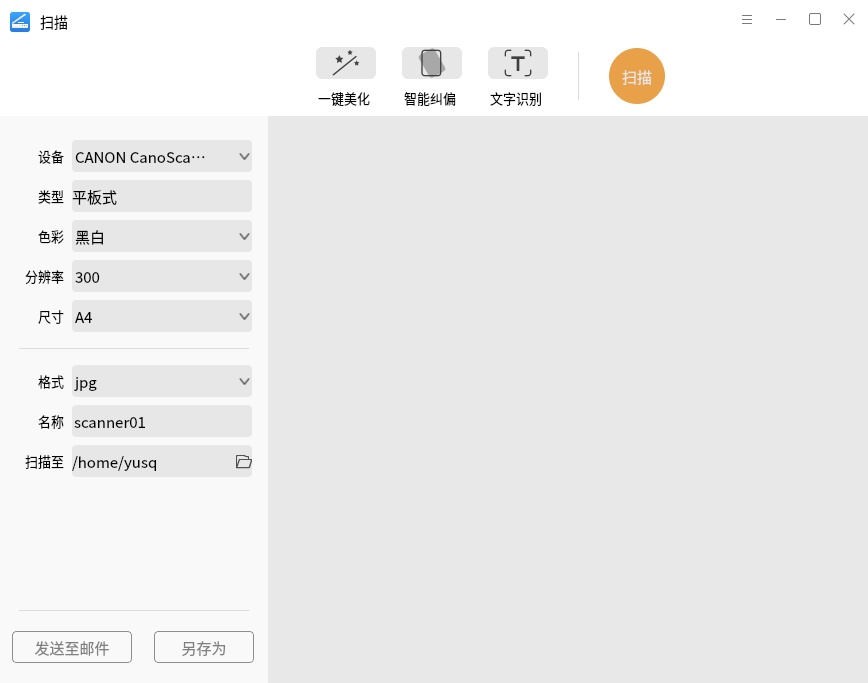 扫描
一键美化
智能纠偏
文字识别
扫描
设备 CANON CanoSca···
类型 平板式
色彩 黑白
分辨率 300
尺寸 A4
格式 jpg
名称 scanner01
扫描至 /home/yusq
发送至邮件
另存为